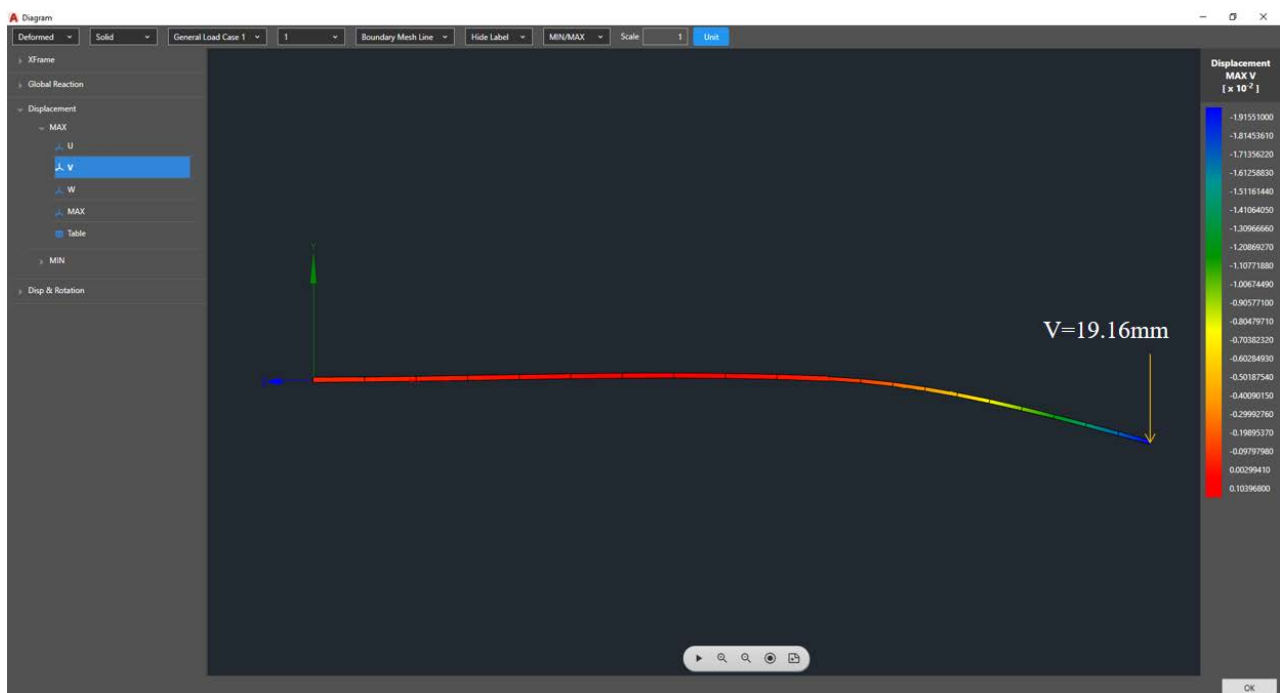 Diagram
Deformed Solid General Load Case 1 1 Boundary Mesh Line Hide Label MIN/MAX Scale 1 Unit
XFrame
Global Reaction
Displacement
MAX
U
V
W
MAX
Table
MIN
Disp & Rotation
Y
V=19.16mm
Displacement
MAX V
[ x 10-2 ]
-1.91551000
-1.81453610
-1.71356220
-1.61258830
-1.51161440
-1.41064050
-1.30966660
-1.20869270
-1.10771880
-1.00674490
-0.90577100
-0.80479710
-0.70382320
-0.60284930
-0.50187540
-0.40090150
-0.29992760
-0.19895370
-0.09797980
0.00299410
0.10396800
OK